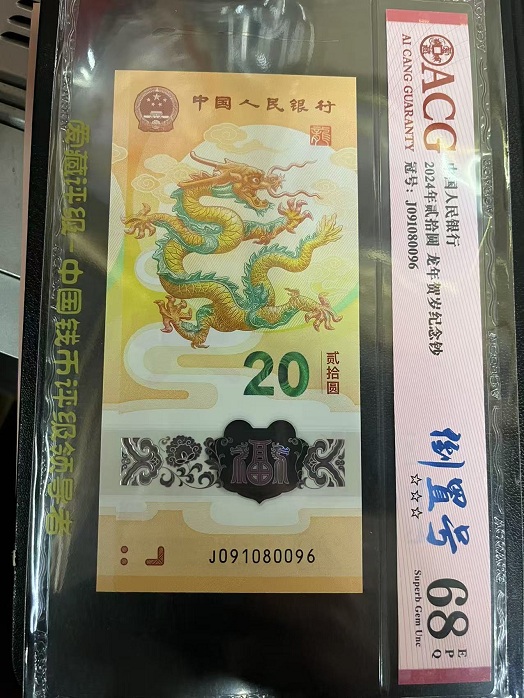 中国人民银行
20
贰拾圆
福
J091080096
爱藏评级-中国钱币评级领导者
ACG
AI CANG GUARANTY
中国人民银行
2024年贰拾圆 龙年贺岁纪念钞
冠号：J091080096
倒置号
☆☆☆
68
E
P
Q
Superb Gem Unc